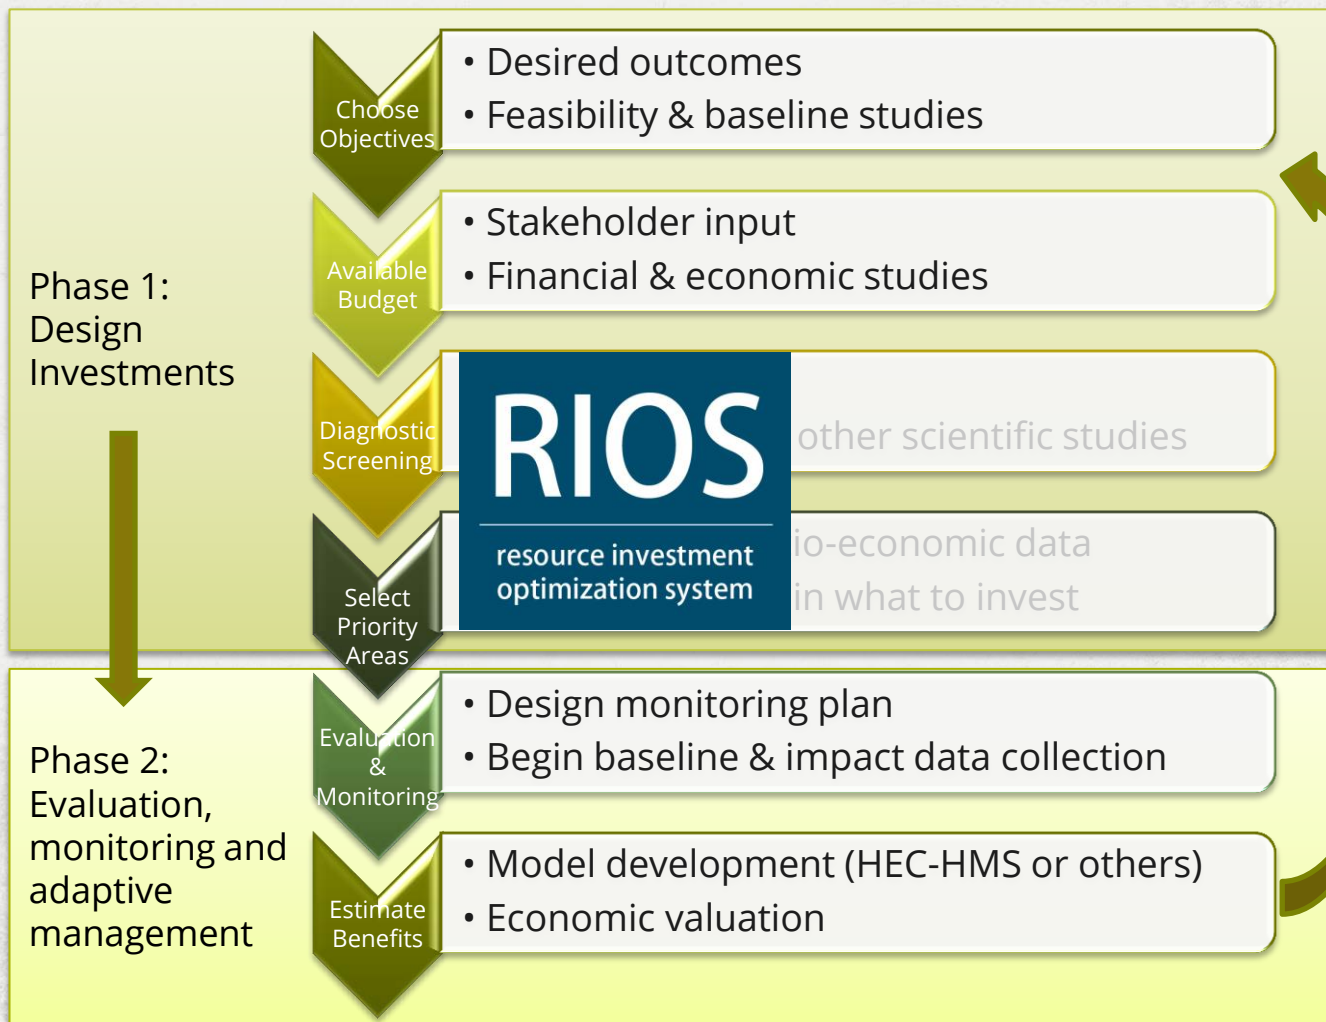 Phase 1:
Design
Investments
Choose
Objectives
• Desired outcomes
• Feasibility & baseline studies
Available
Budget
• Stakeholder input
• Financial & economic studies
Diagnostic
Screening
RIOS
resource investment
optimization system
other scientific studies
Select
Priority
Areas
io-economic data
in what to invest
Phase 2:
Evaluation,
monitoring and
adaptive
management
Evaluation
&
Monitoring
• Design monitoring plan
• Begin baseline & impact data collection
Estimate
Benefits
• Model development (HEC-HMS or others)
• Economic valuation